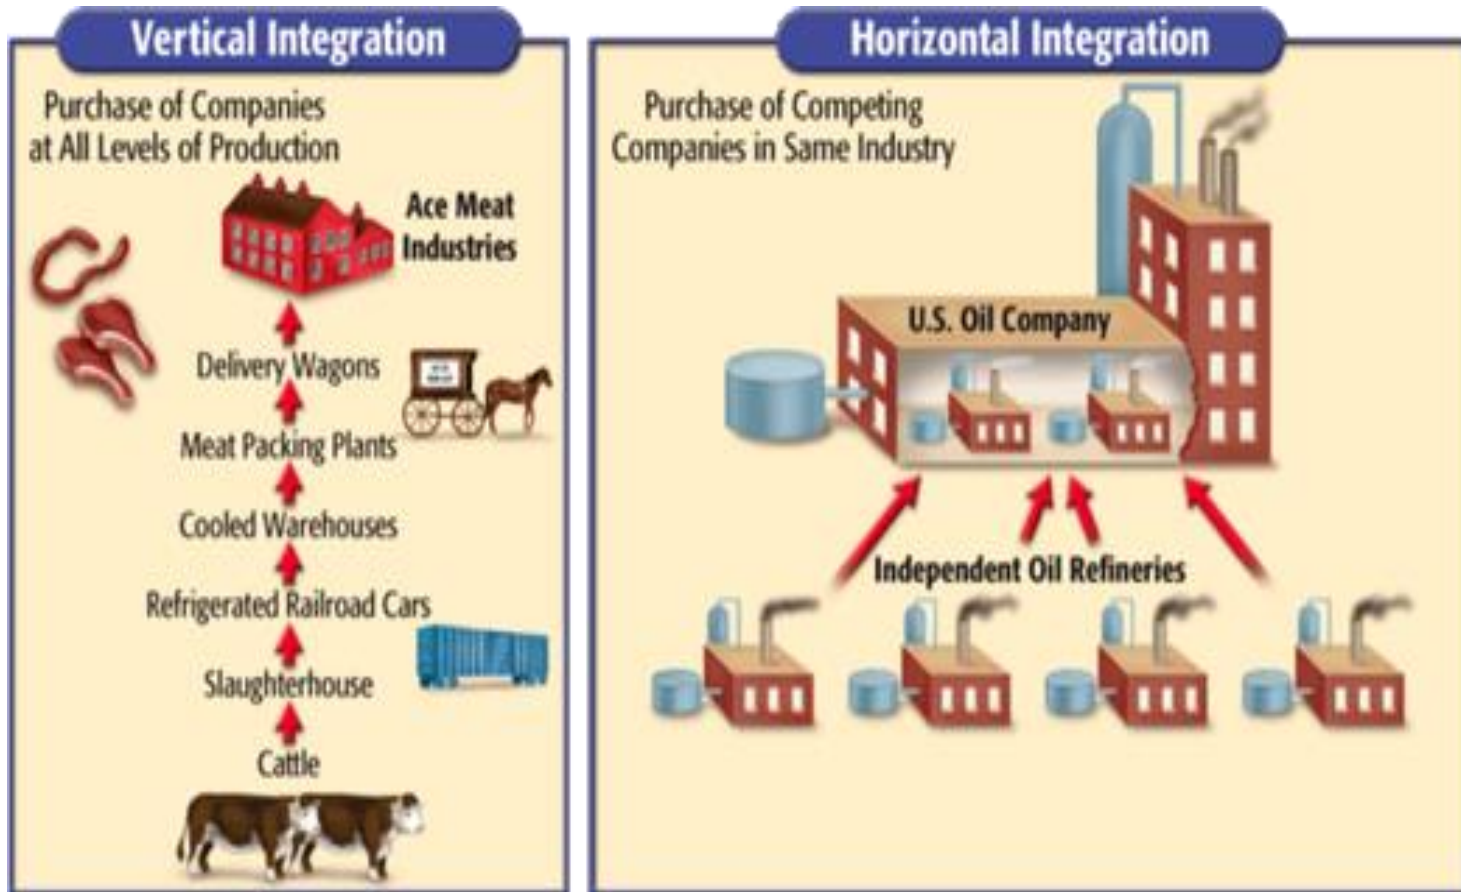 Vertical Integration
Purchase of Companies
at All Levels of Production
Ace Meat
Industries
Delivery Wagons
Meat Packing Plants
Cooled Warehouses
Refrigerated Railroad Cars
Slaughterhouse
Cattle
Horizontal Integration
Purchase of Competing
Companies in Same Industry
U.S. Oil Company
Independent Oil Refineries